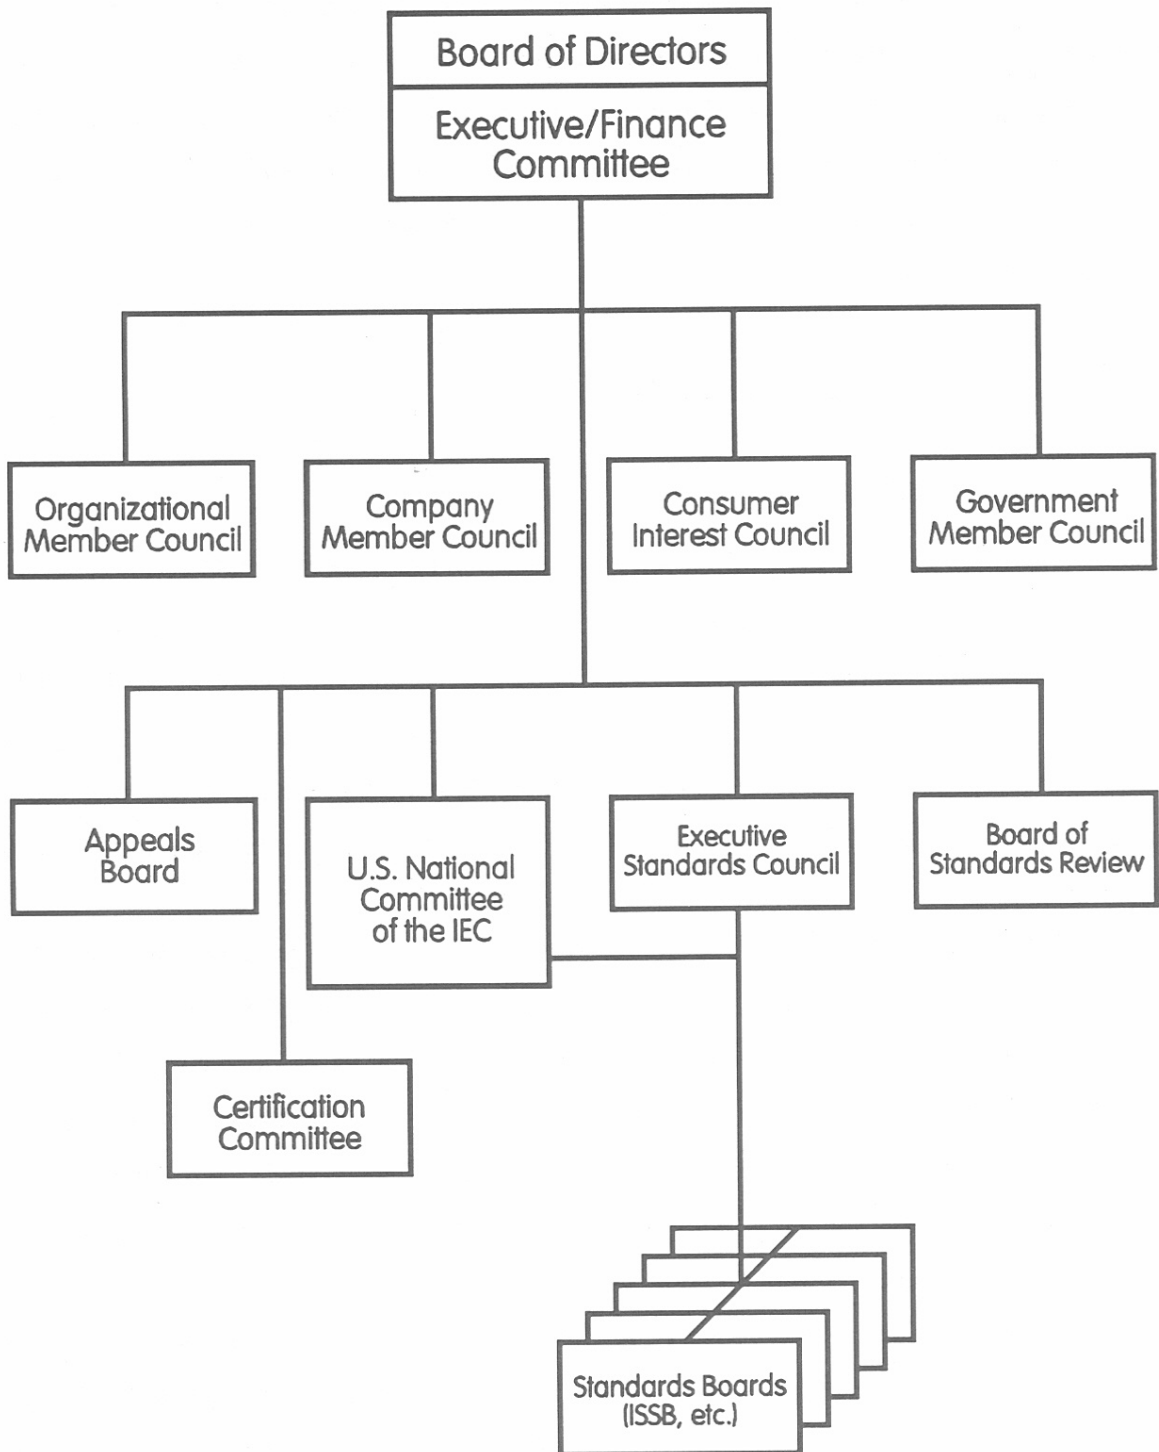 Board of Directors
Executive/Finance
Committee
Organizational
Member Council
Company
Member Council
Consumer
Interest Council
Government
Member Council
Appeals
Board
U.S. National
Committee
of the IEC
Executive
Standards Council
Board of
Standards Review
Certification
Committee
Standards Boards
(ISSB, etc.)